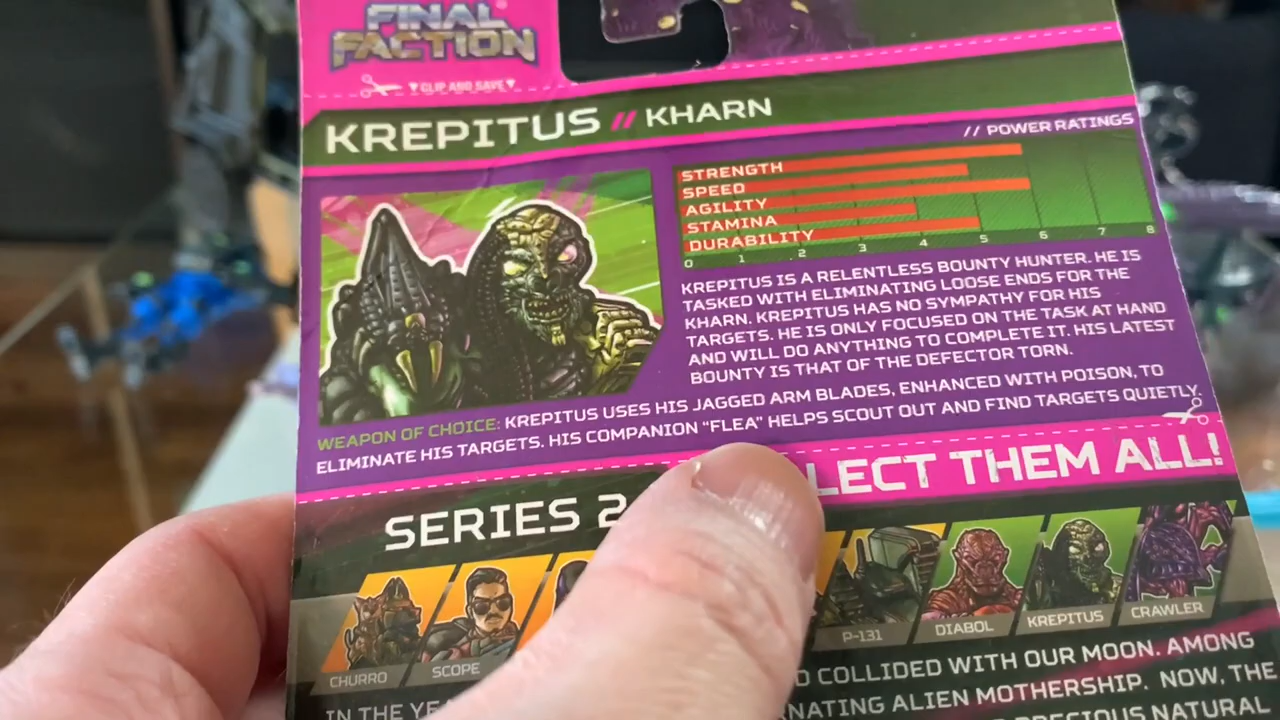 FINAL
FACTION
CLIP AND SAVE
KREPITUS // KHARN
// POWER RATINGS
STRENGTH
SPEED
AGILITY
STAMINA
DURABILITY
0 1 2 3 4 5 6 7 8
KREPITUS IS A RELENTLESS BOUNTY HUNTER. HE IS
TASKED WITH ELIMINATING LOOSE ENDS FOR THE
KHARN. KREPITUS HAS NO SYMPATHY FOR HIS
TARGETS. HE IS ONLY FOCUSED ON THE TASK AT HAND
AND WILL DO ANYTHING TO COMPLETE IT. HIS LATEST
BOUNTY IS THAT OF THE DEFECTOR TORN.
WEAPON OF CHOICE: KREPITUS USES HIS JAGGED ARM BLADES, ENHANCED WITH POISON, TO
ELIMINATE HIS TARGETS. HIS COMPANION “FLEA” HELPS SCOUT OUT AND FIND TARGETS QUIETLY.
LECT THEM ALL!
SERIES 2
CHURRO
SCOPE
P-131
DIABOL
KREPITUS
CRAWLER
IN THE COLLIDED WITH OUR MOON. AMONG
ALIEN MOTHERSHIP. NOW, THE
PRECIOUS NATURAL